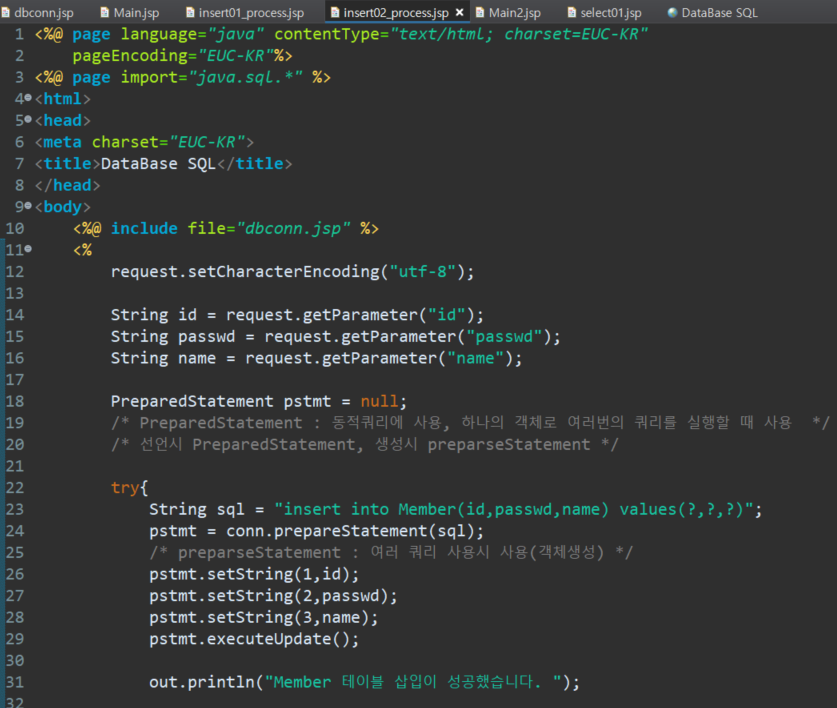 dbconn.jsp Main.jsp insert01_process.jsp insert02_process.jsp Main2.jsp select01.jsp DataBase SQL
1 <%@ page language="java" contentType="text/html; charset=EUC-KR"
2 pageEncoding="EUC-KR"%>
3 <%@ page import="java.sql.*" %>
4 <html>
5 <head>
6 <meta charset="EUC-KR">
7 <title>DataBase SQL</title>
8 </head>
9 <body>
10 <%@ include file="dbconn.jsp" %>
11 <%
12 request.setCharacterEncoding("utf-8");
13
14 String id = request.getParameter("id");
15 String passwd = request.getParameter("passwd");
16 String name = request.getParameter("name");
17
18 PreparedStatement pstmt = null;
19 /* PreparedStatement : 동적쿼리에 사용, 하나의 객체로 여러번의 쿼리를 실행할 때 사용 */
20 /* 선언시 PreparedStatement, 생성시 preparseStatement */
21
22 try{
23 String sql = "insert into Member(id,passwd,name) values(?,?,?)";
24 pstmt = conn.prepareStatement(sql);
25 /* preparseStatement : 여러 쿼리 사용시 사용(객체생성) */
26 pstmt.setString(1,id);
27 pstmt.setString(2,passwd);
28 pstmt.setString(3,name);
29 pstmt.executeUpdate();
30
31 out.println("Member 테이블 삽입이 성공했습니다. ");
32